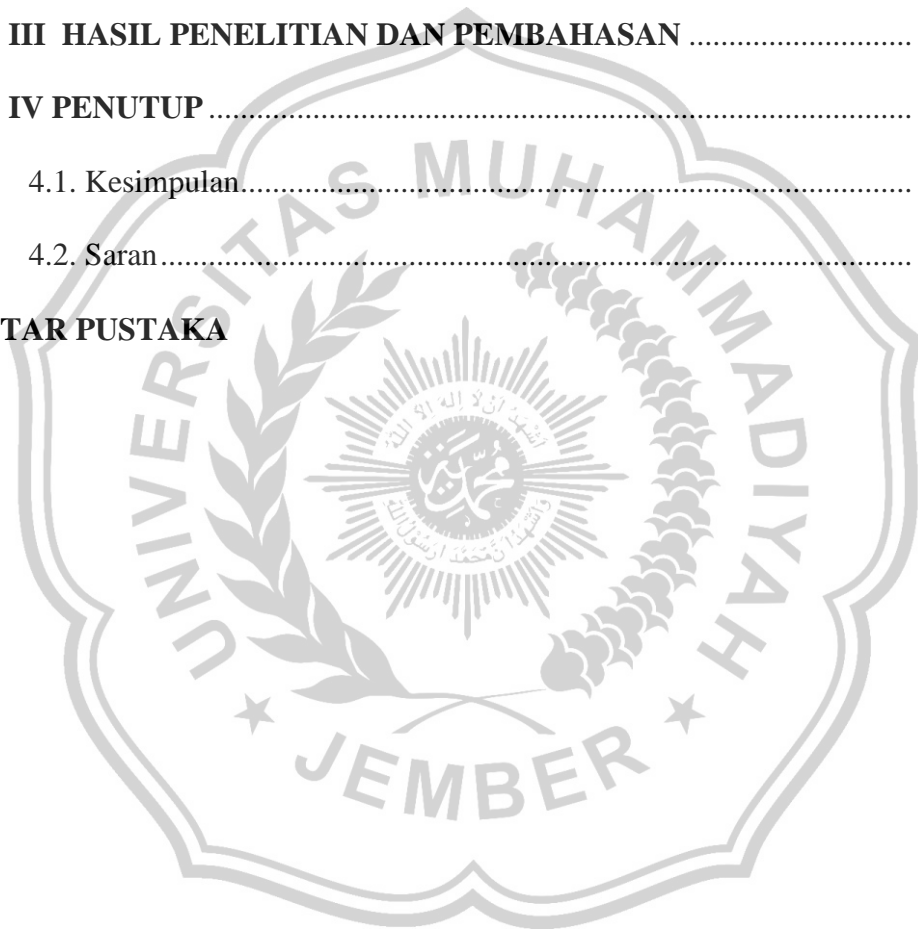 III HASIL PENELITIAN DAN PEMBAHASAN ............................
IV PENUTUP ........................................................................................
4.1. Kesimpulan....................................................................................
4.2. Saran ..............................................................................................
TAR PUSTAKA
UNIVERSITAS MUHAMMADIYAH
JEMBER